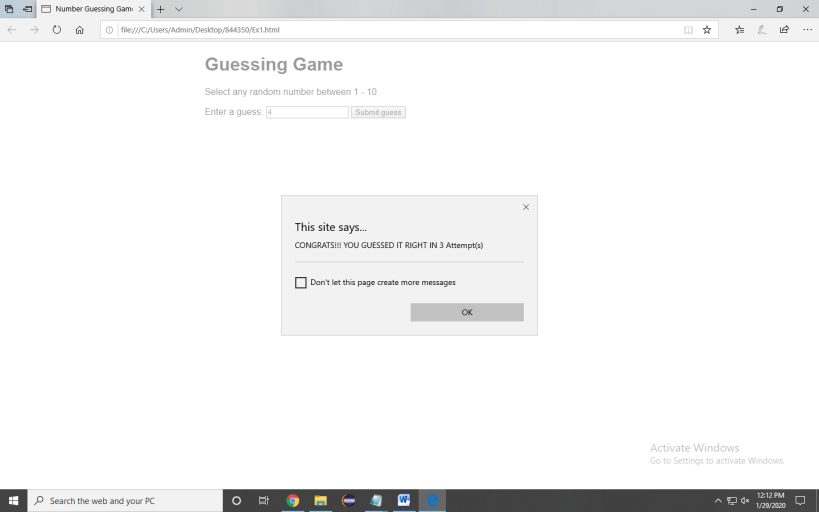 Number Guessing Gam
file:///C:/Users/Admin/Desktop/844350/Ex1.html
Guessing Game
Select any random number between 1 - 10.
Enter a guess: 4 Submit guess
This site says...
CONGRATS!!! YOU GUESSED IT RIGHT IN 3 Attempt(s)
Don't let this page create more messages
OK
Activate Windows
Go to Settings to activate Windows.
Search the web and your PC
12:12 PM
1/29/2020